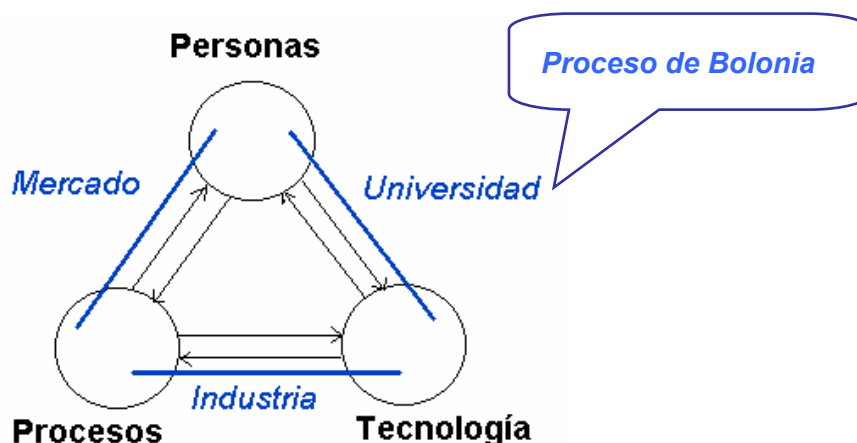 Personas
Proceso de Bolonia
Mercado
Universidad
Industria
Procesos
Tecnología